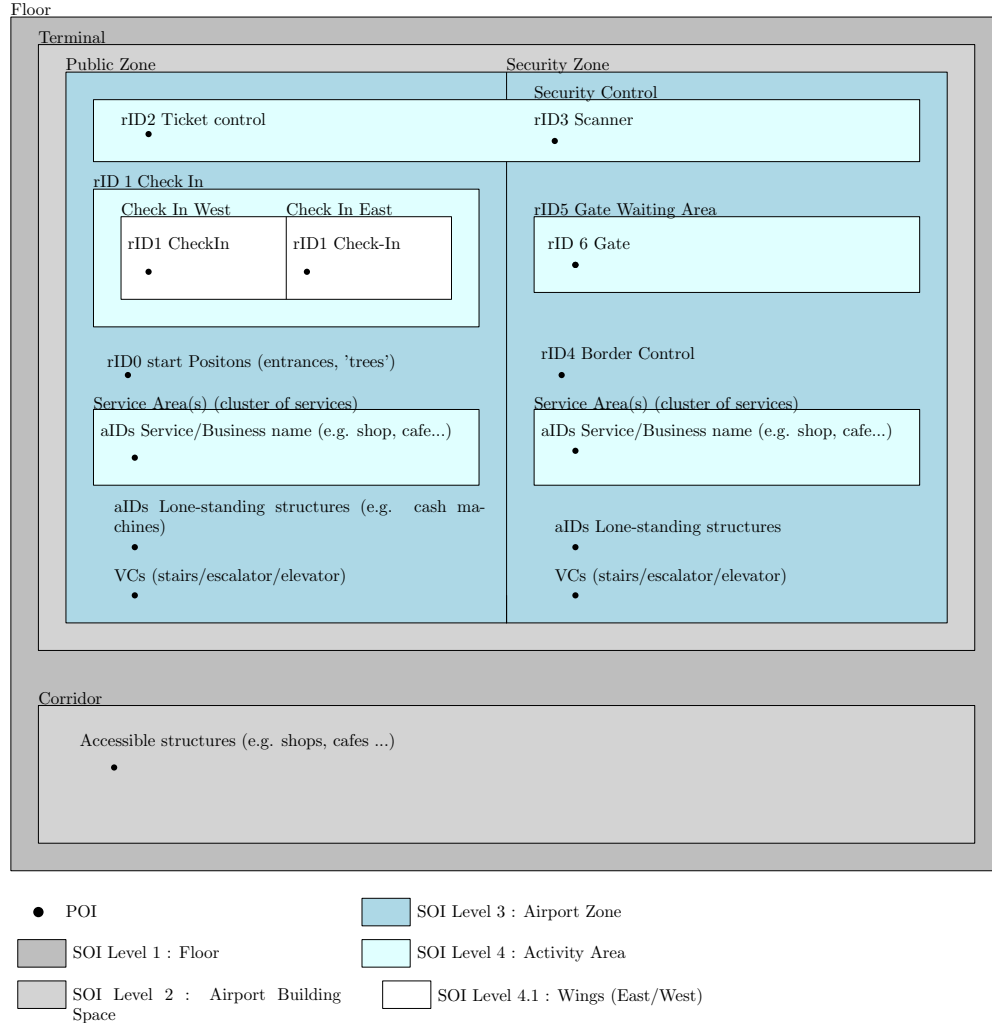 Floor
Terminal
Public Zone
Security Zone
Security Control
rID2 Ticket control
rID3 Scanner
rID 1 Check In
Check In West
Check In East
rID1 CheckIn
rID1 Check-In
rID5 Gate Waiting Area
rID 6 Gate
rID0 start Positons (entrances, 'trees')
rID4 Border Control
Service Area(s) (cluster of services)
aIDs Service/Business name (e.g. shop, cafe...)
Service Area(s) (cluster of services)
aIDs Service/Business name (e.g. shop, cafe...)
aIDs Lone-standing structures (e.g. cash ma-
chines)
aIDs Lone-standing structures
VCs (stairs/escalator/elevator)
VCs (stairs/escalator/elevator)
Corridor
Accessible structures (e.g. shops, cafes ...)
POI
SOI Level 3 : Airport Zone
SOI Level 1 : Floor
SOI Level 4 : Activity Area
SOI Level 2 : Airport Building
Space
SOI Level 4.1 : Wings (East/West)